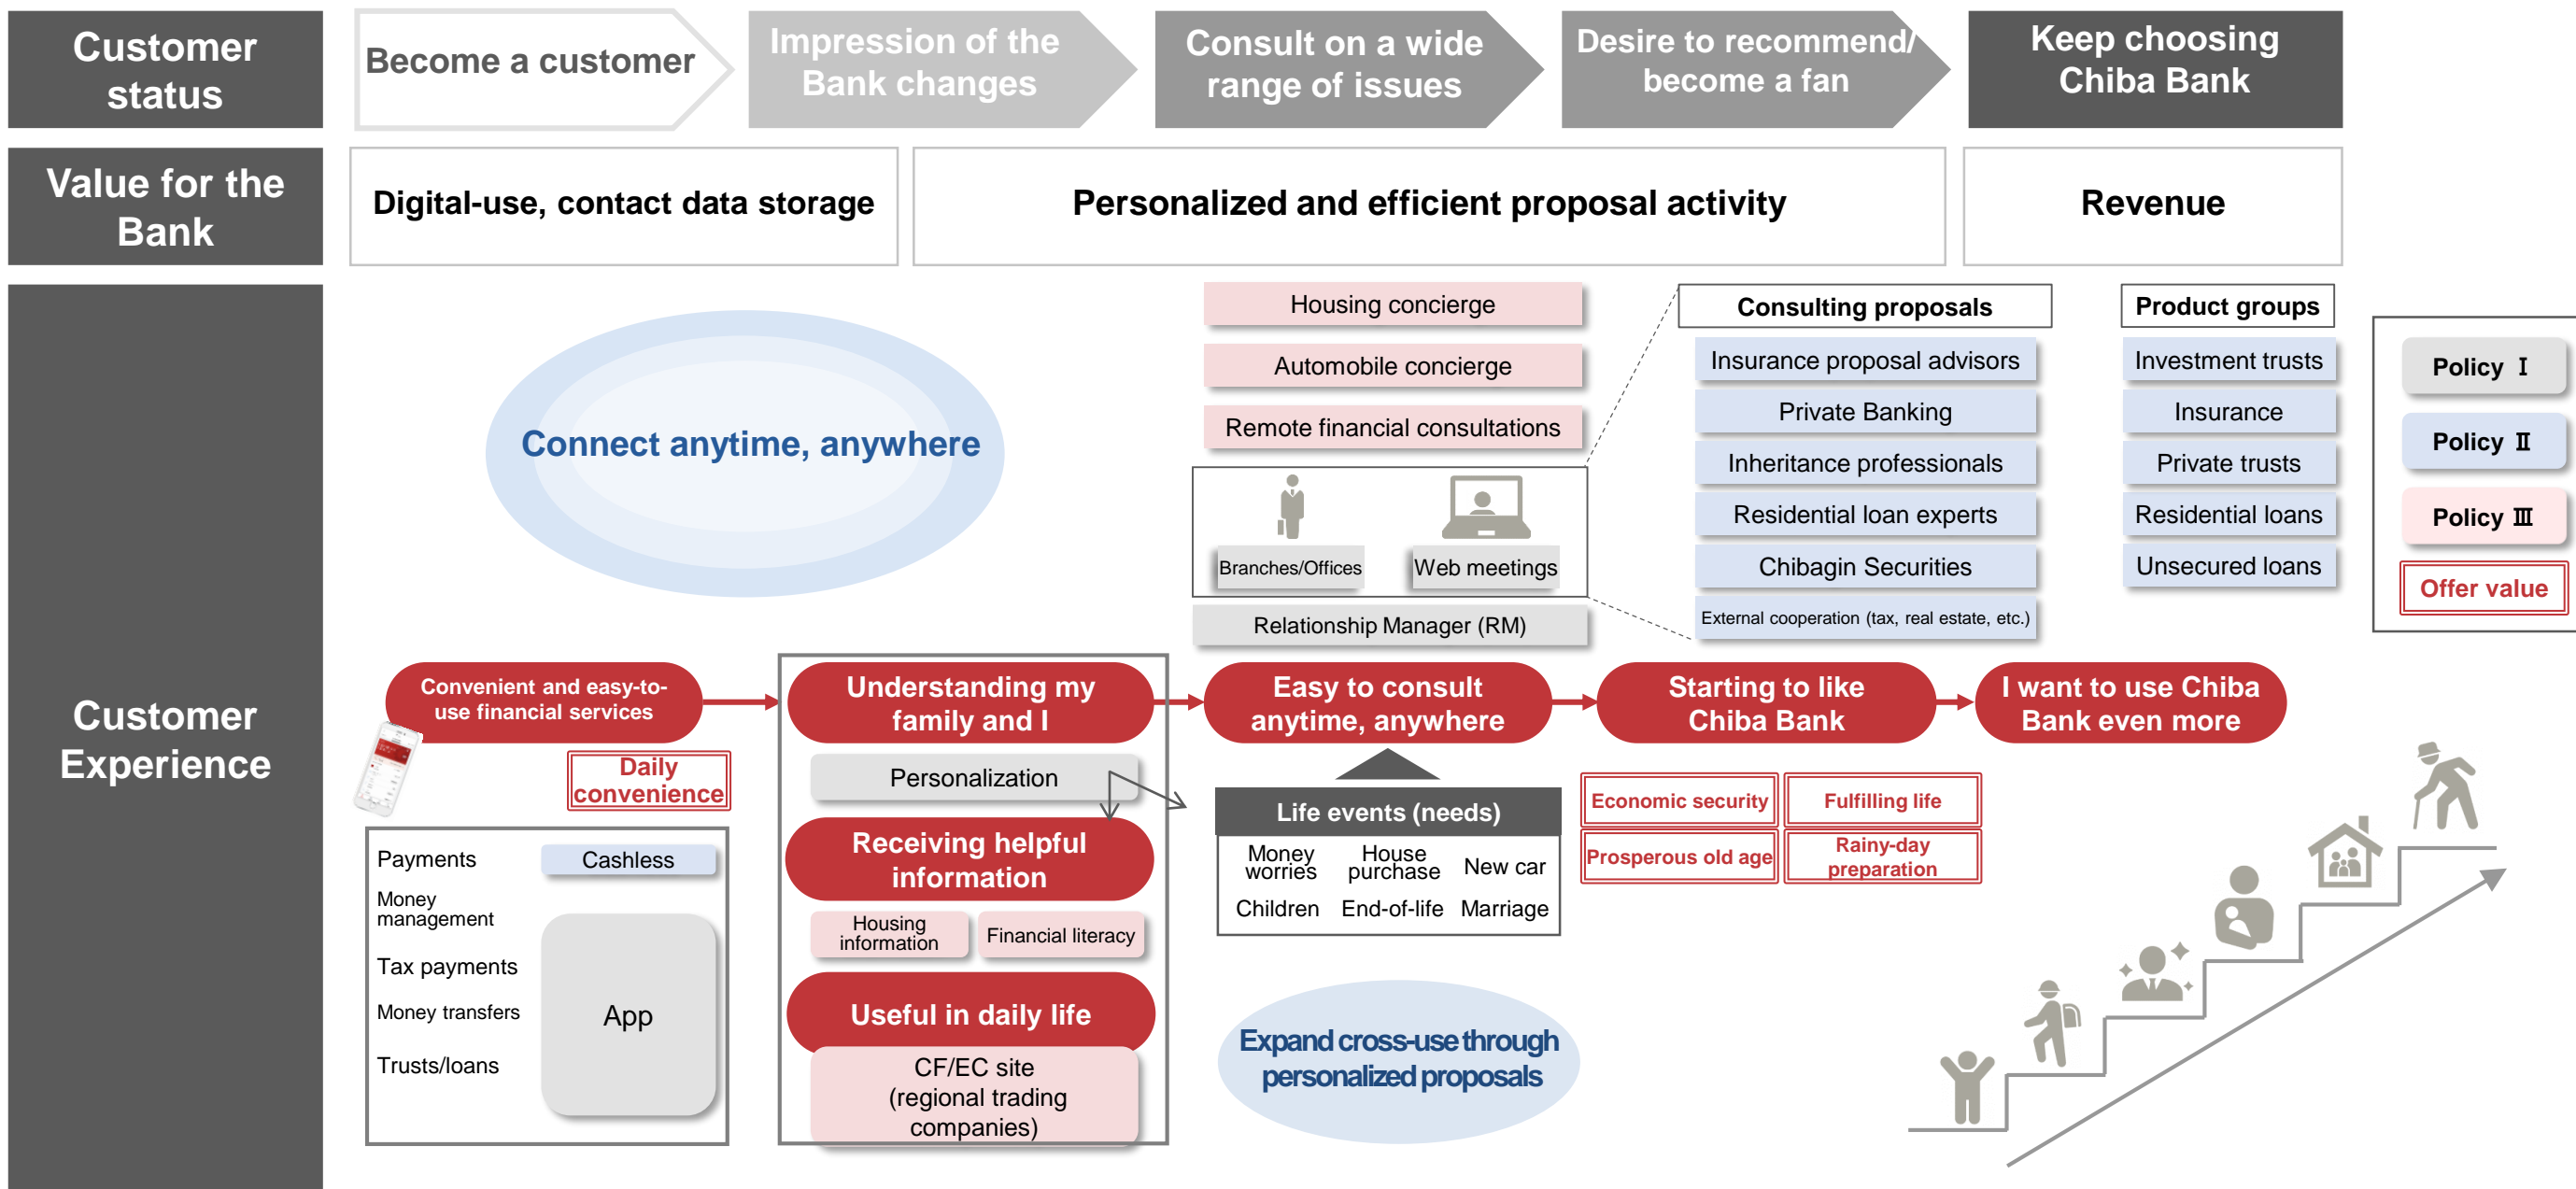 Customer
status
Become a customer
Impression of the
Bank changes
Consult on a wide
range of issues
Desire to recommend/
become a fan
Keep choosing
Chiba Bank
Value for the
Bank
Digital-use, contact data storage
Personalized and efficient proposal activity
Revenue
Customer
Experience
Connect anytime, anywhere
Housing concierge
Automobile concierge
Remote financial consultations
Branches/Offices
Web meetings
Relationship Manager (RM)
Consulting proposals
Insurance proposal advisors
Private Banking
Inheritance professionals
Residential loan experts
Chibagin Securities
External cooperation (tax, real estate, etc.)
Product groups
Investment trusts
Insurance
Private trusts
Residential loans
Unsecured loans
Policy Ⅰ
Policy Ⅱ
Policy Ⅲ
Offer value
Convenient and easy-to-
use financial services
Daily
convenience
Payments
Cashless
Money
management
Tax payments
Money transfers
Trusts/loans
App
Understanding my
family and I
Personalization
Receiving helpful
information
Housing
information
Financial literacy
Useful in daily life
CF/EC site
(regional trading
companies)
Easy to consult
anytime, anywhere
Life events (needs)
Money
worries
House
purchase
New car
Children
End-of-life
Marriage
Expand cross-use through
personalized proposals
Starting to like
Chiba Bank
Economic security
Fulfilling life
Prosperous old age
Rainy-day
preparation
I want to use Chiba
Bank even more